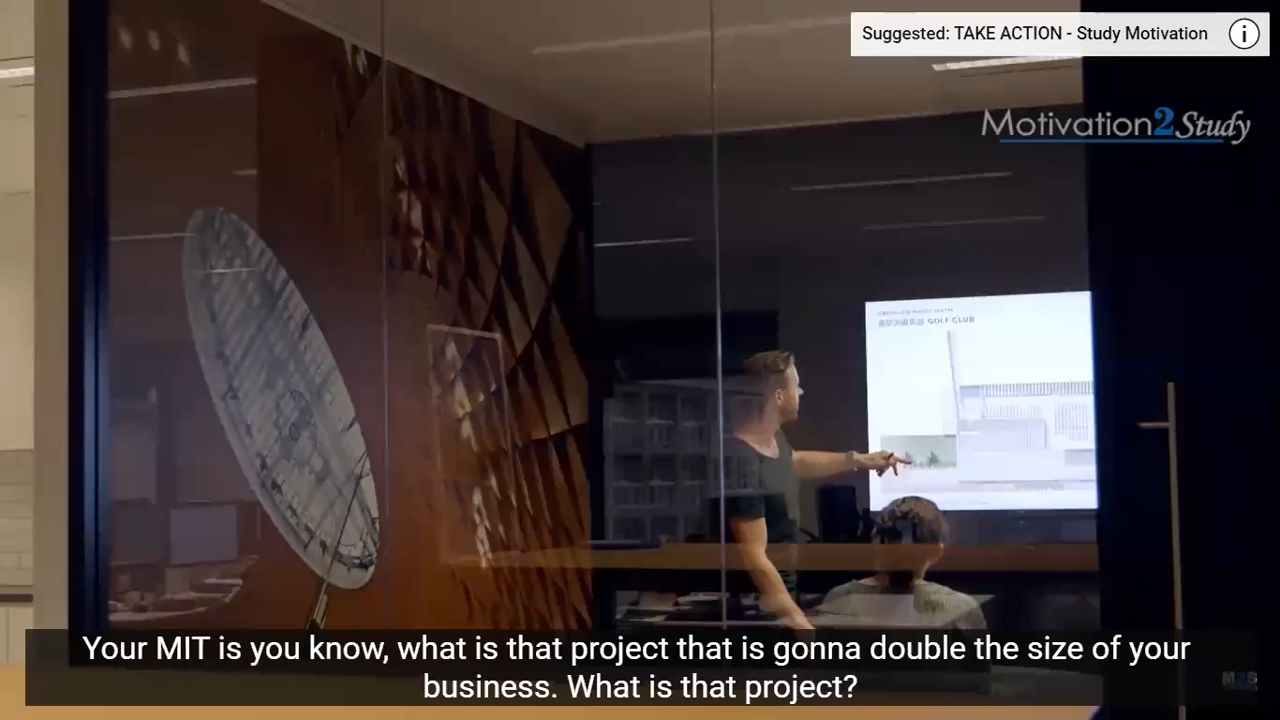 Suggested: TAKE ACTION - Study Motivation
Motivation2Study
GOLF CLUB
Your MIT is you know, what is that project that is gonna double the size of your
business. What is that project?
M2S